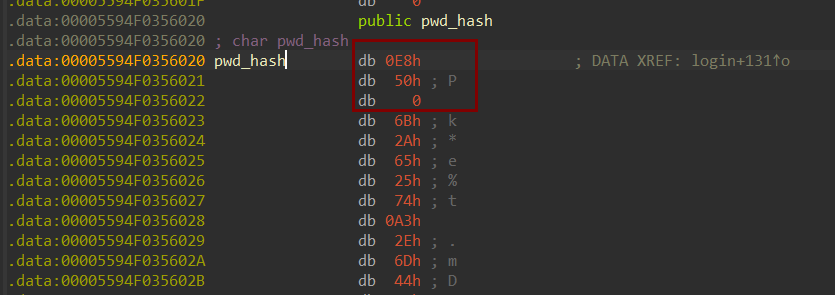 .data:00005594F035601F db 0
.data:00005594F0356020 public pwd_hash
.data:00005594F0356020 ; char pwd_hash
.data:00005594F0356020 pwd_hash db 0E8h ; DATA XREF: login+131↑o
.data:00005594F0356021 db 50h ; P
.data:00005594F0356022 db 0
.data:00005594F0356023 db 6Bh ; k
.data:00005594F0356024 db 2Ah ; *
.data:00005594F0356025 db 65h ; e
.data:00005594F0356026 db 25h ; %
.data:00005594F0356027 db 74h ; t
.data:00005594F0356028 db 0A3h
.data:00005594F0356029 db 2Eh ; .
.data:00005594F035602A db 6Dh ; m
.data:00005594F035602B db 44h ; D